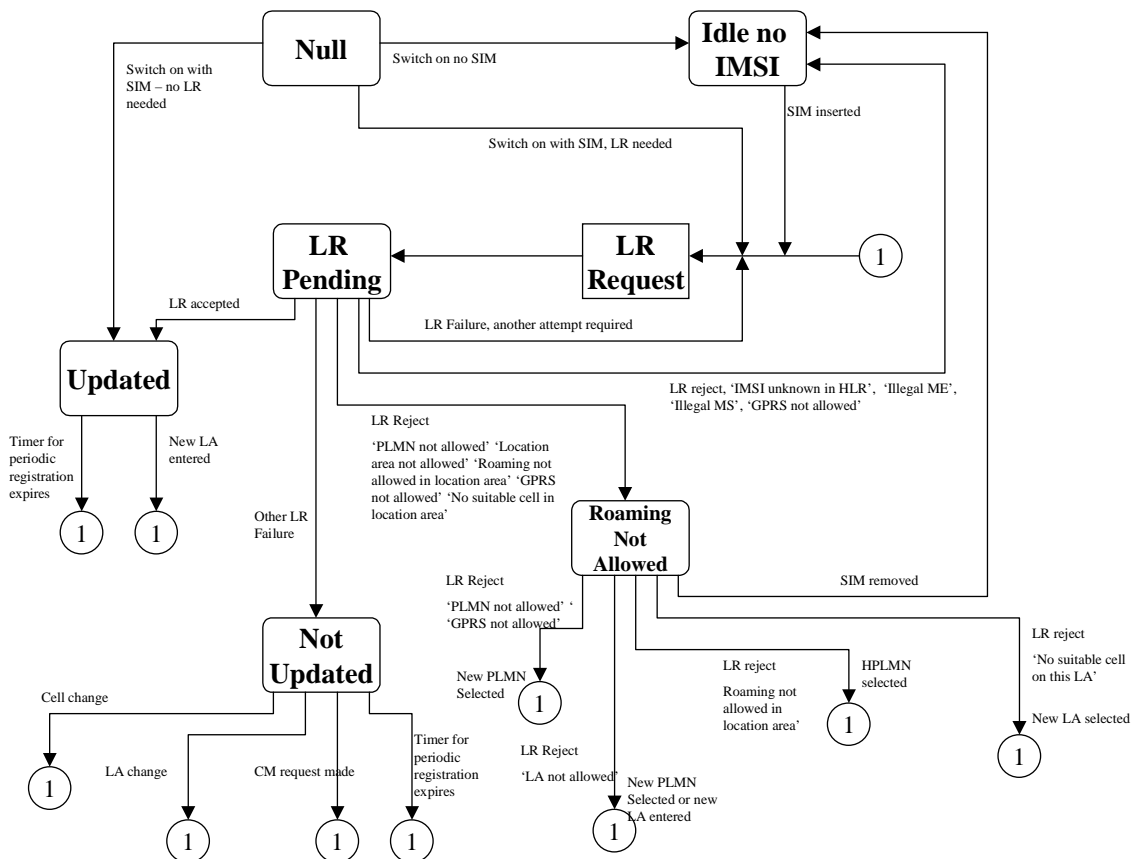 Null
Idle no
IMSI
Switch on no SIM
Switch on with
SIM – no LR
needed
SIM inserted
Switch on with SIM, LR needed
LR
Pending
LR
Request
1
LR accepted
LR Failure, another attempt required
Updated
LR reject, ‘IMSI unknown in HLR’, ‘Illegal ME’,
‘Illegal MS’, ‘GPRS not allowed’
Timer for
periodic
registration
expires
New LA
entered
LR Reject
‘PLMN not allowed’ ‘Location
area not allowed’ ‘Roaming not
allowed in location area’ ‘GPRS
not allowed’ ‘No suitable cell in
location area’
1
1
Other LR
Failure
Roaming
Not
Allowed
SIM removed
LR Reject
‘PLMN not allowed’ ‘
‘GPRS not allowed’
Not
Updated
LR reject
‘No suitable cell
on this LA’
New PLMN
Selected
1
LR reject
Roaming not
allowed in
location area’
HPLMN
selected
1
New LA selected
1
Cell change
1
LA change
1
CM request made
1
Timer for
periodic
registration
expires
1
LR Reject
‘LA not allowed’
New PLMN
Selected or new
LA entered
1